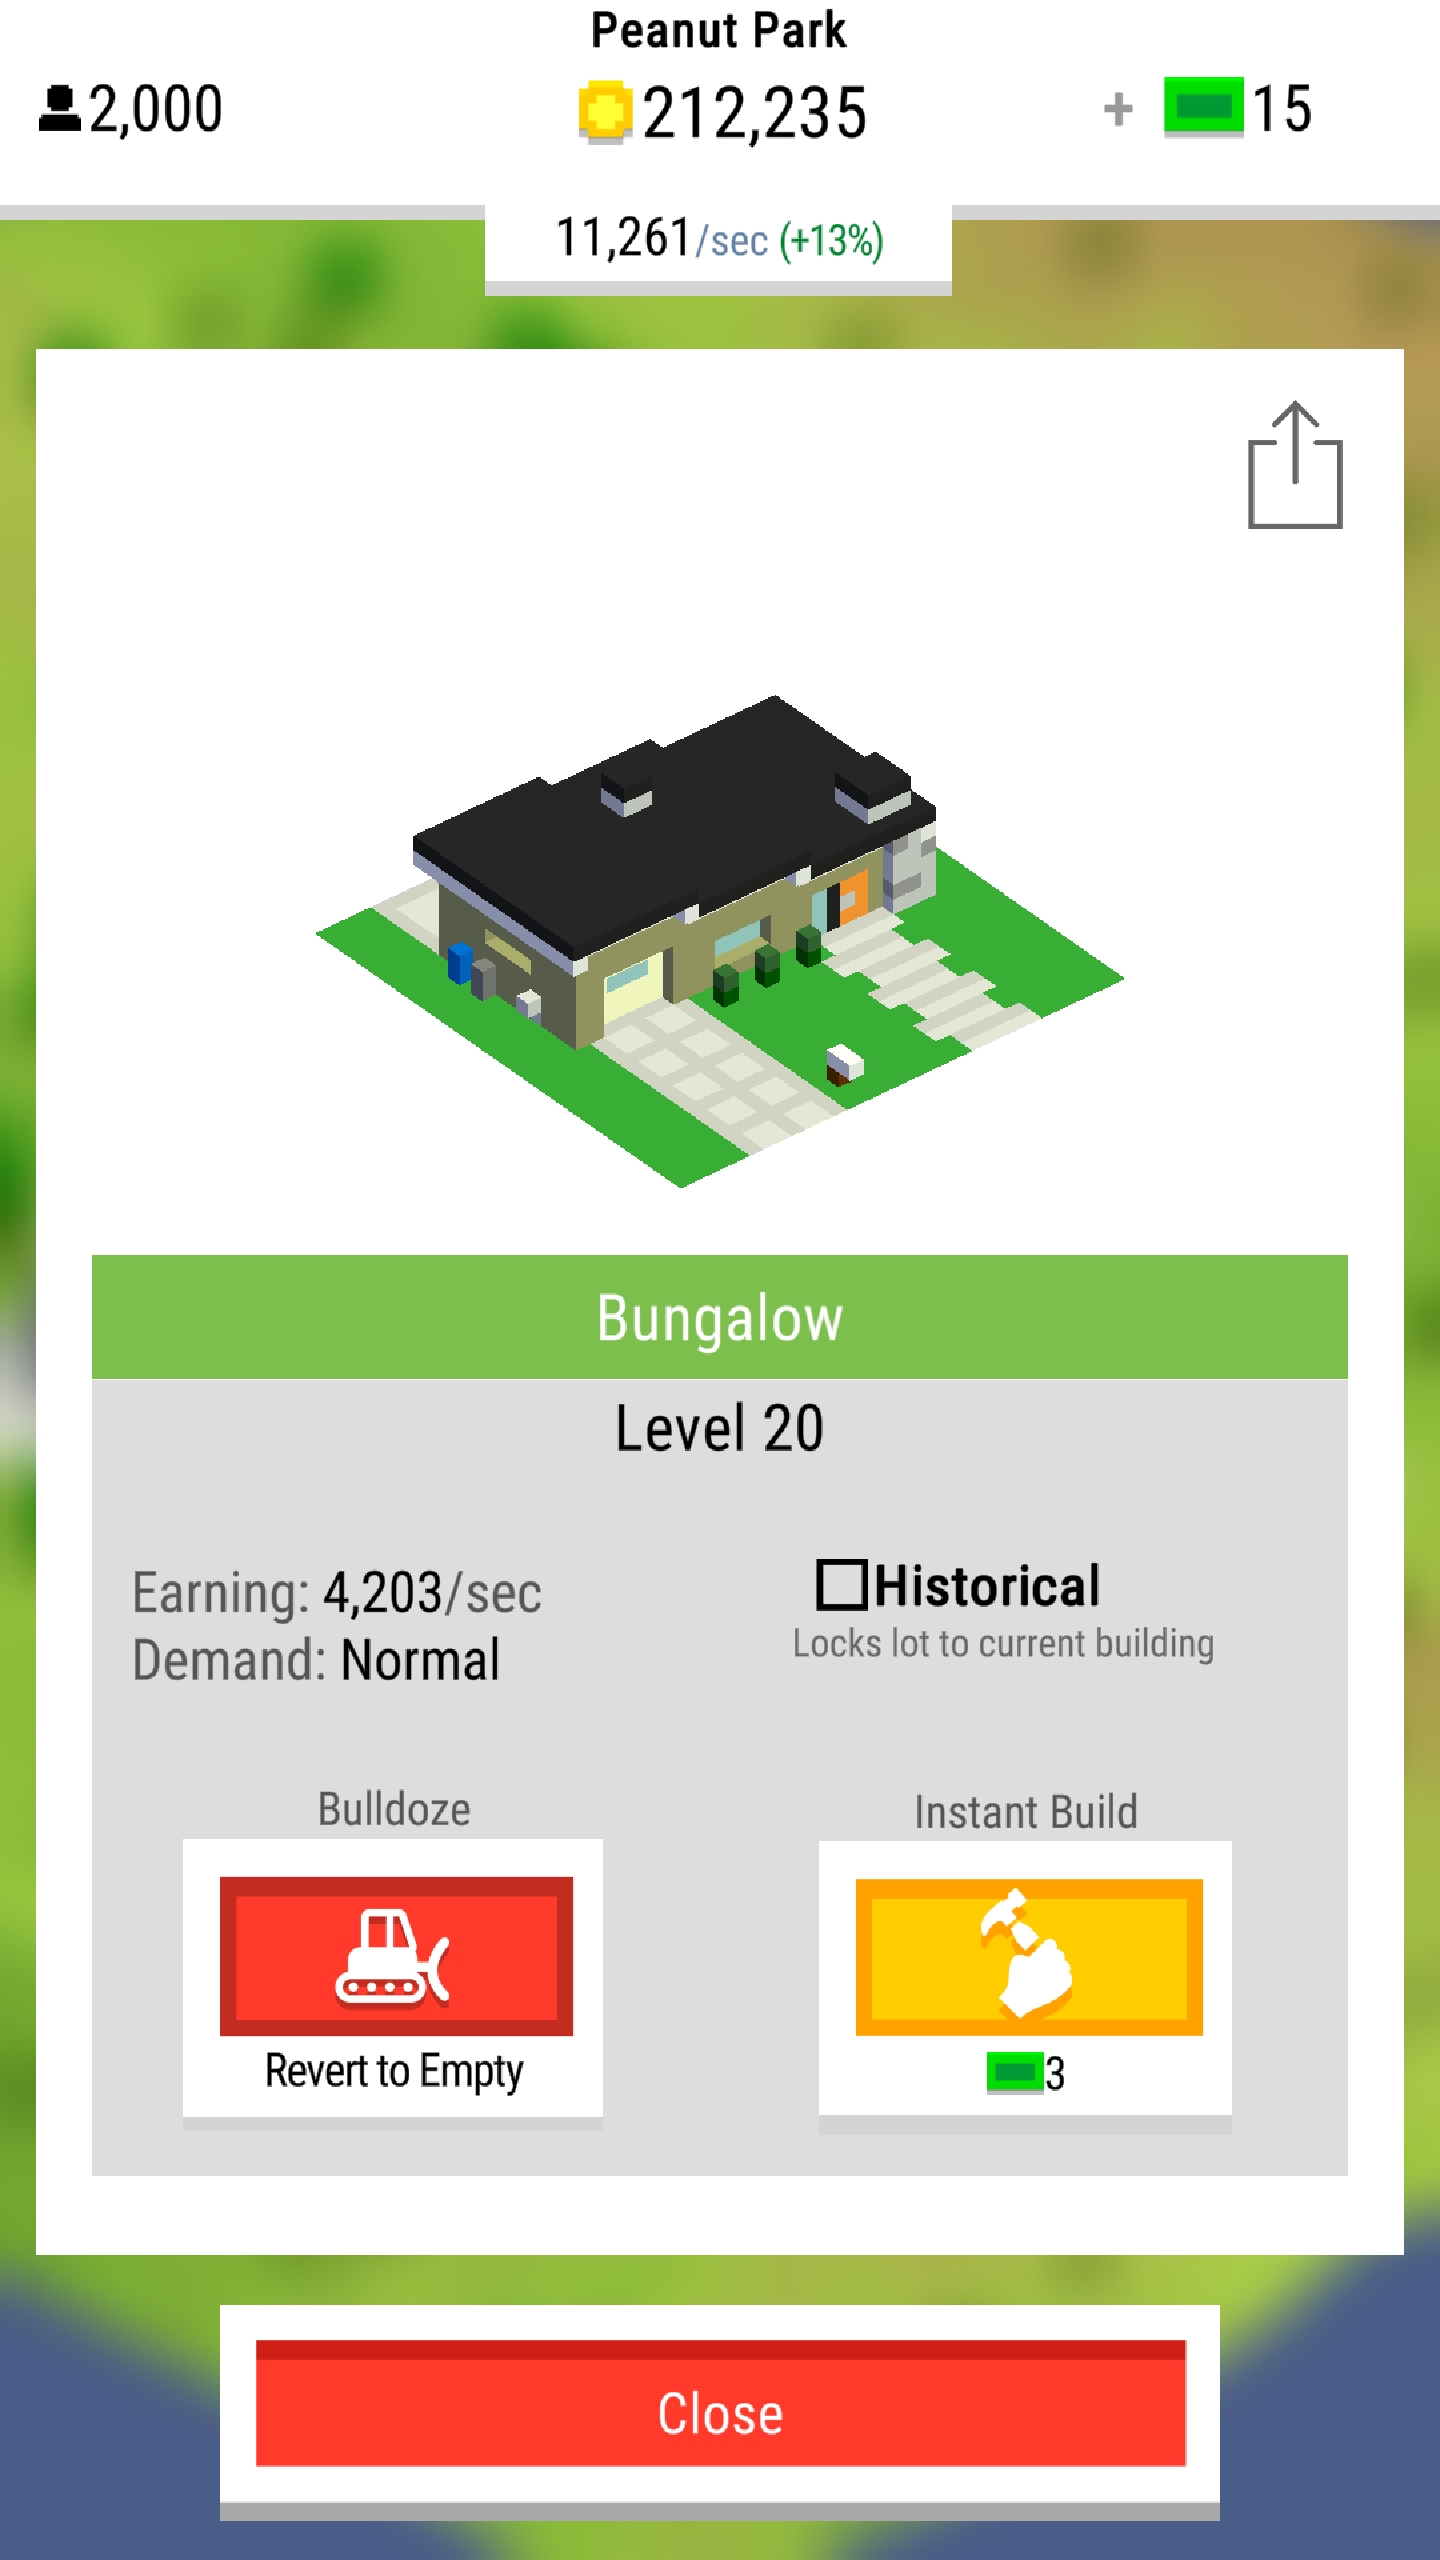 Peanut Park
2,000
212,235
+ 15
11,261/sec (+13%)
Bungalow
Level 20
Earning: 4,203/sec
Demand: Normal
Historical
Locks lot to current building
Bulldoze
Revert to Empty
Instant Build
3
Close